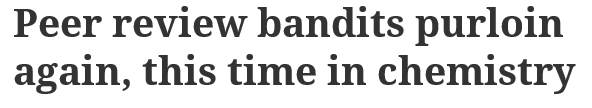 Peer review bandits purloin
again, this time in chemistry